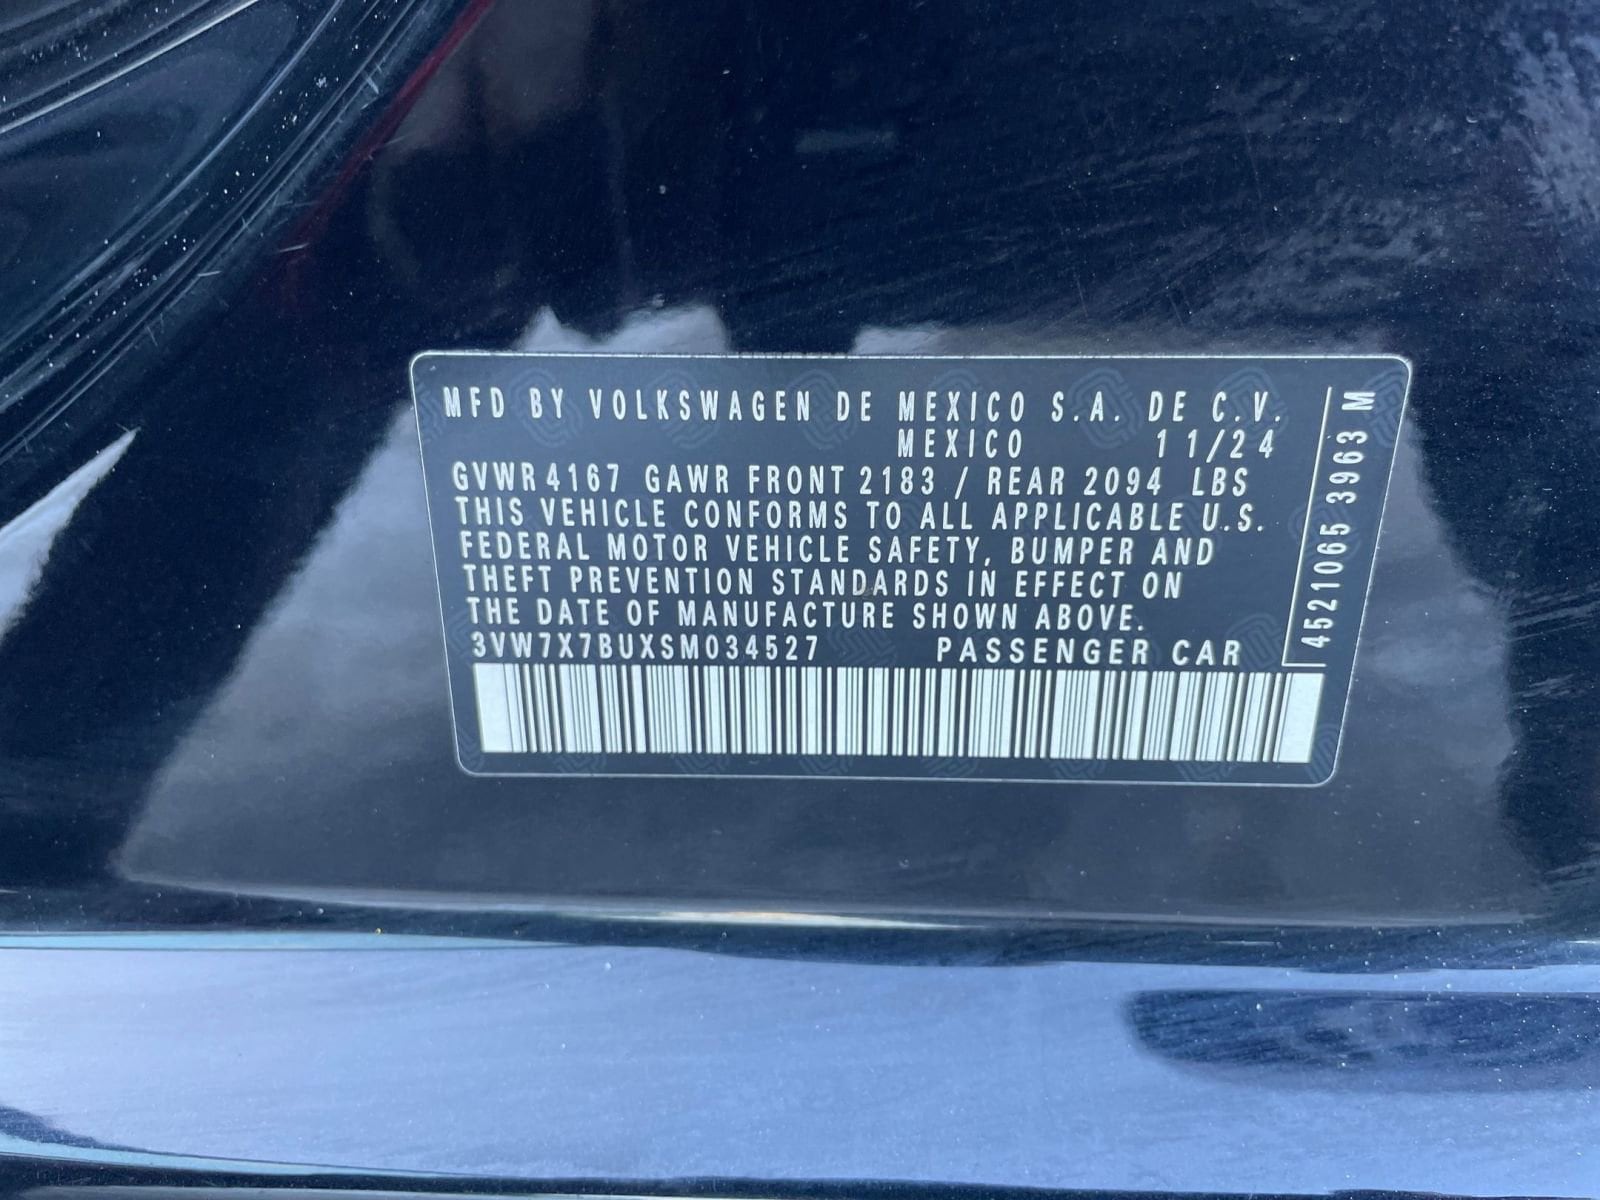 MFD BY VOLKSWAGEN DE MEXICO S.A. DE C.V.
MEXICO 11/24
GVWR 4167 GAWR FRONT 2183 / REAR 2094 LBS
THIS VEHICLE CONFORMS TO ALL APPLICABLE U.S.
FEDERAL MOTOR VEHICLE SAFETY, BUMPER AND
THEFT PREVENTION STANDARDS IN EFFECT ON
THE DATE OF MANUFACTURE SHOWN ABOVE.
3VW7X7BUXSM034527 PASSENGER CAR
4521065 3963 M